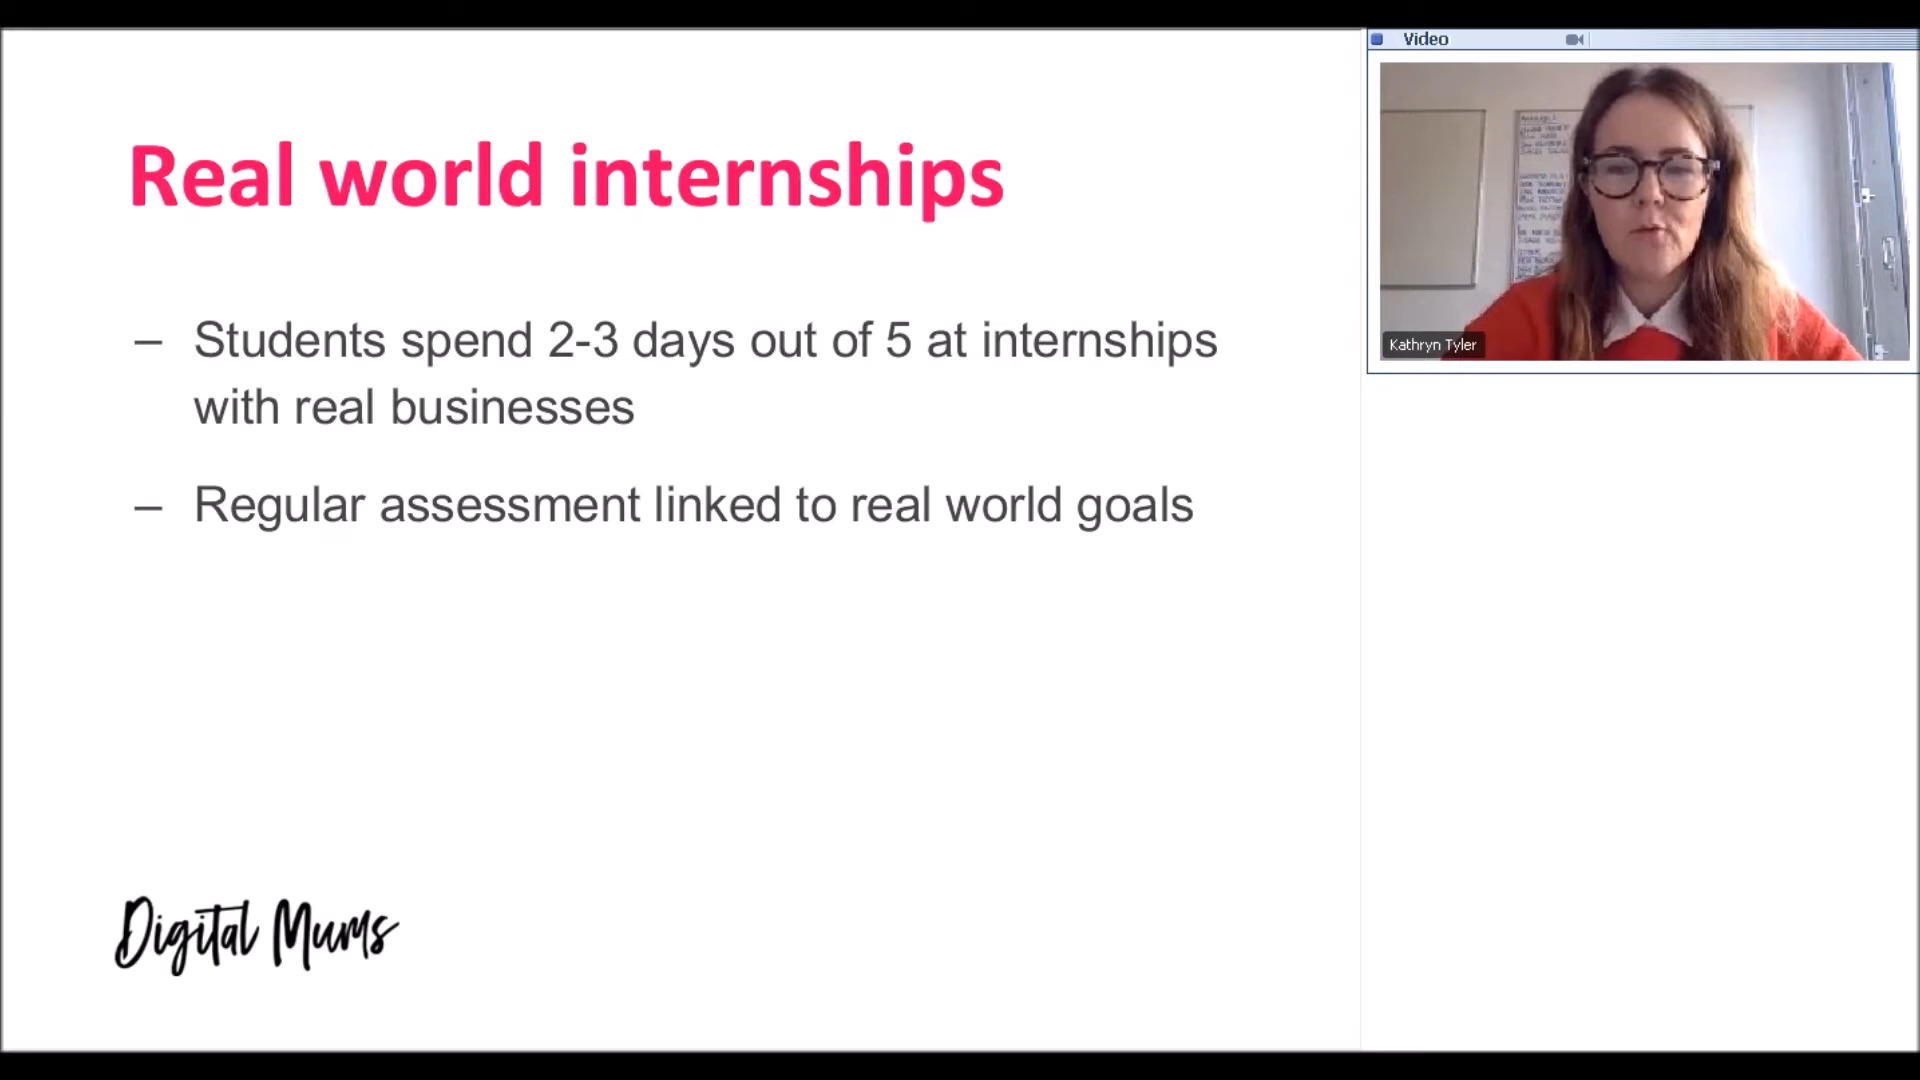 Real world internships
– Students spend 2-3 days out of 5 at internships
with real businesses
– Regular assessment linked to real world goals
Digital Mums
Video
Kathryn Tyler